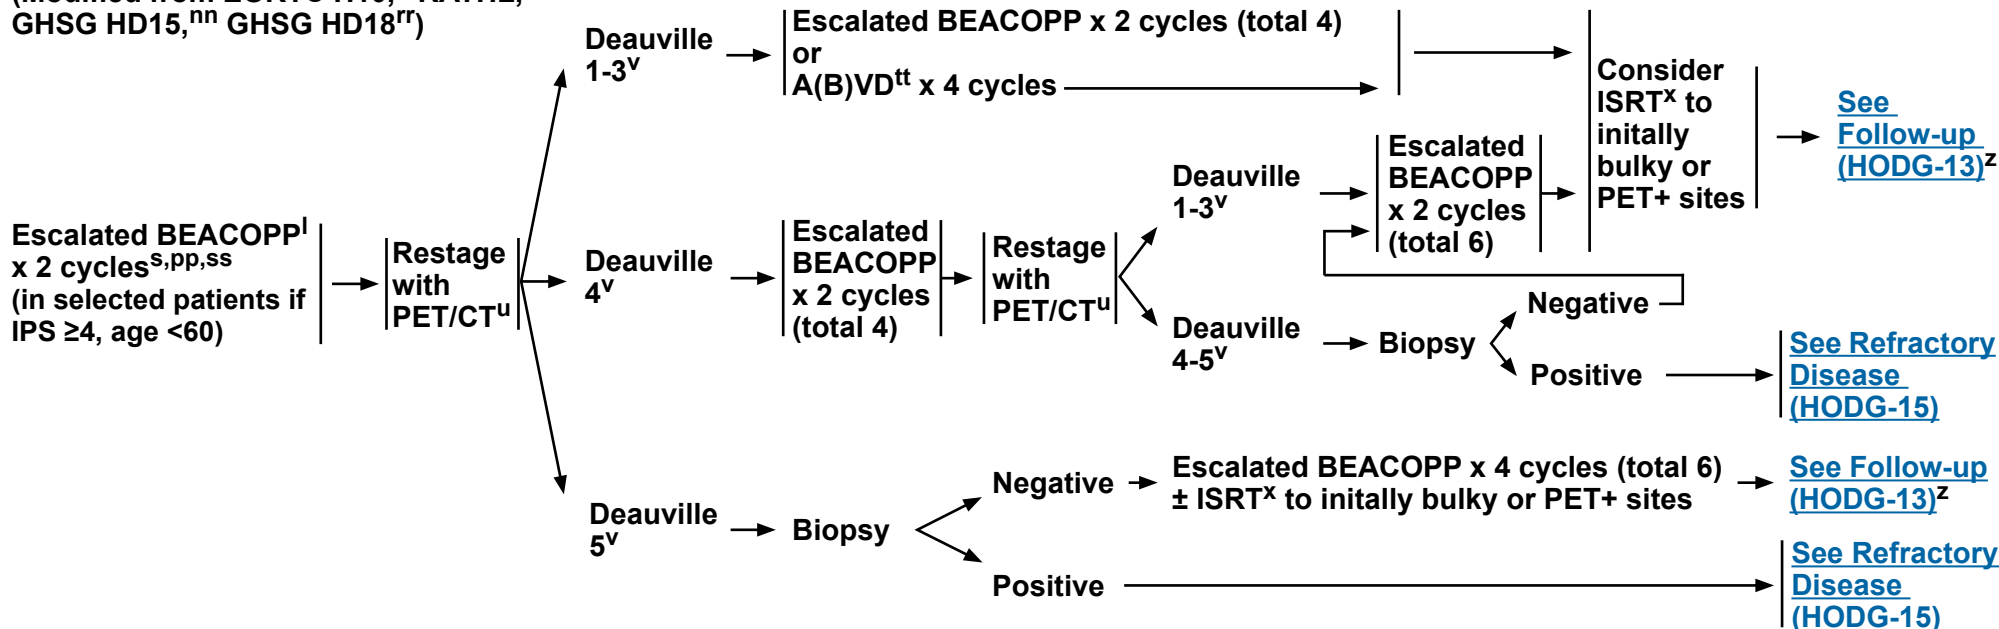 GHSG HD15,nn GHSG HD18rr)
Escalated BEACOPPl
x 2 cycless,pp,ss
(in selected patients if
IPS ≥4, age <60)
Restage
with
PET/CTu
Deauville
1-3v
Escalated BEACOPP x 2 cycles (total 4)
or
A(B)VDtt x 4 cycles
Consider
ISRTx to
initally
bulky or
PET+ sites
See
Follow-up
(HODG-13)z
Deauville
4v
Escalated
BEACOPP
x 2 cycles
(total 4)
Restage
with
PET/CTu
Deauville
1-3v
Escalated
BEACOPP
x 2 cycles
(total 6)
Deauville
4-5v
Biopsy
Negative
Positive
See Refractory
Disease
(HODG-15)
Deauville
5v
Biopsy
Negative
Escalated BEACOPP x 4 cycles (total 6)
± ISRTx to initally bulky or PET+ sites
See Follow-up
(HODG-13)z
Positive
See Refractory
Disease
(HODG-15)